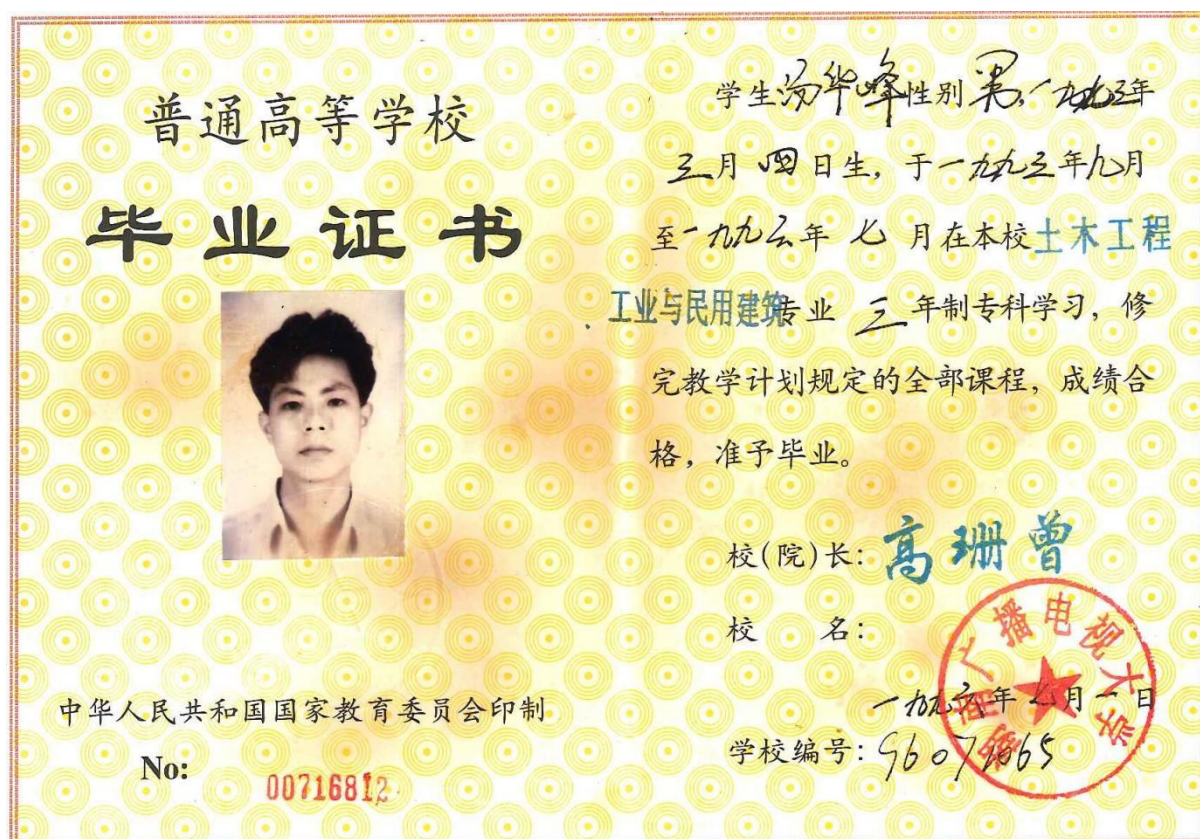 普通高等学校
毕业证书
中华人民共和国国家教育委员会印制
No: 00716812
学生汤华峰性别男,一九
三月四日生,于一九九三年九月
至一九九六年七月在本校土木工程
工业与民用建筑专业三年制专科学习,修
完教学计划规定的全部课程,成绩合
格,准予毕业。
校(院)长:高珊曾
校名:
广播电视大学
一九九六年七月一日
学校编号:96071065